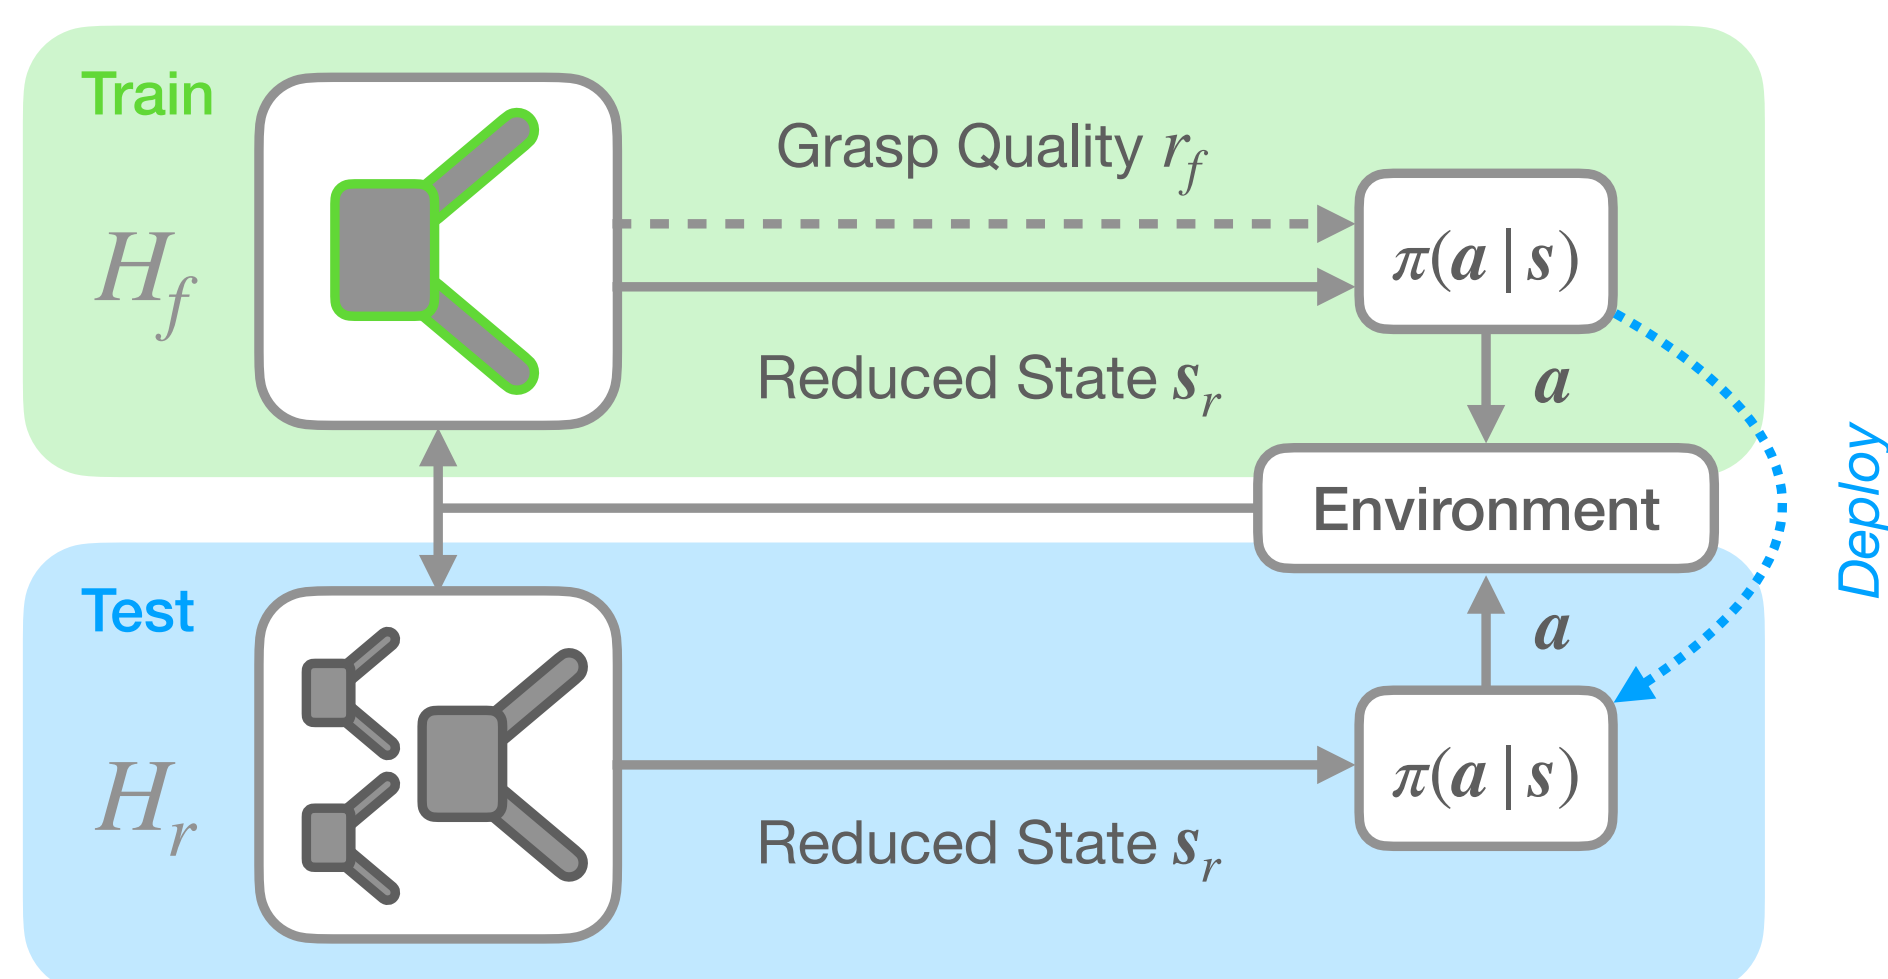 Train
Grasp Quality r_f
H_f
π(a | s)
Reduced State s_r
a
Environment
Deploy
Test
a
H_r
π(a | s)
Reduced State s_r